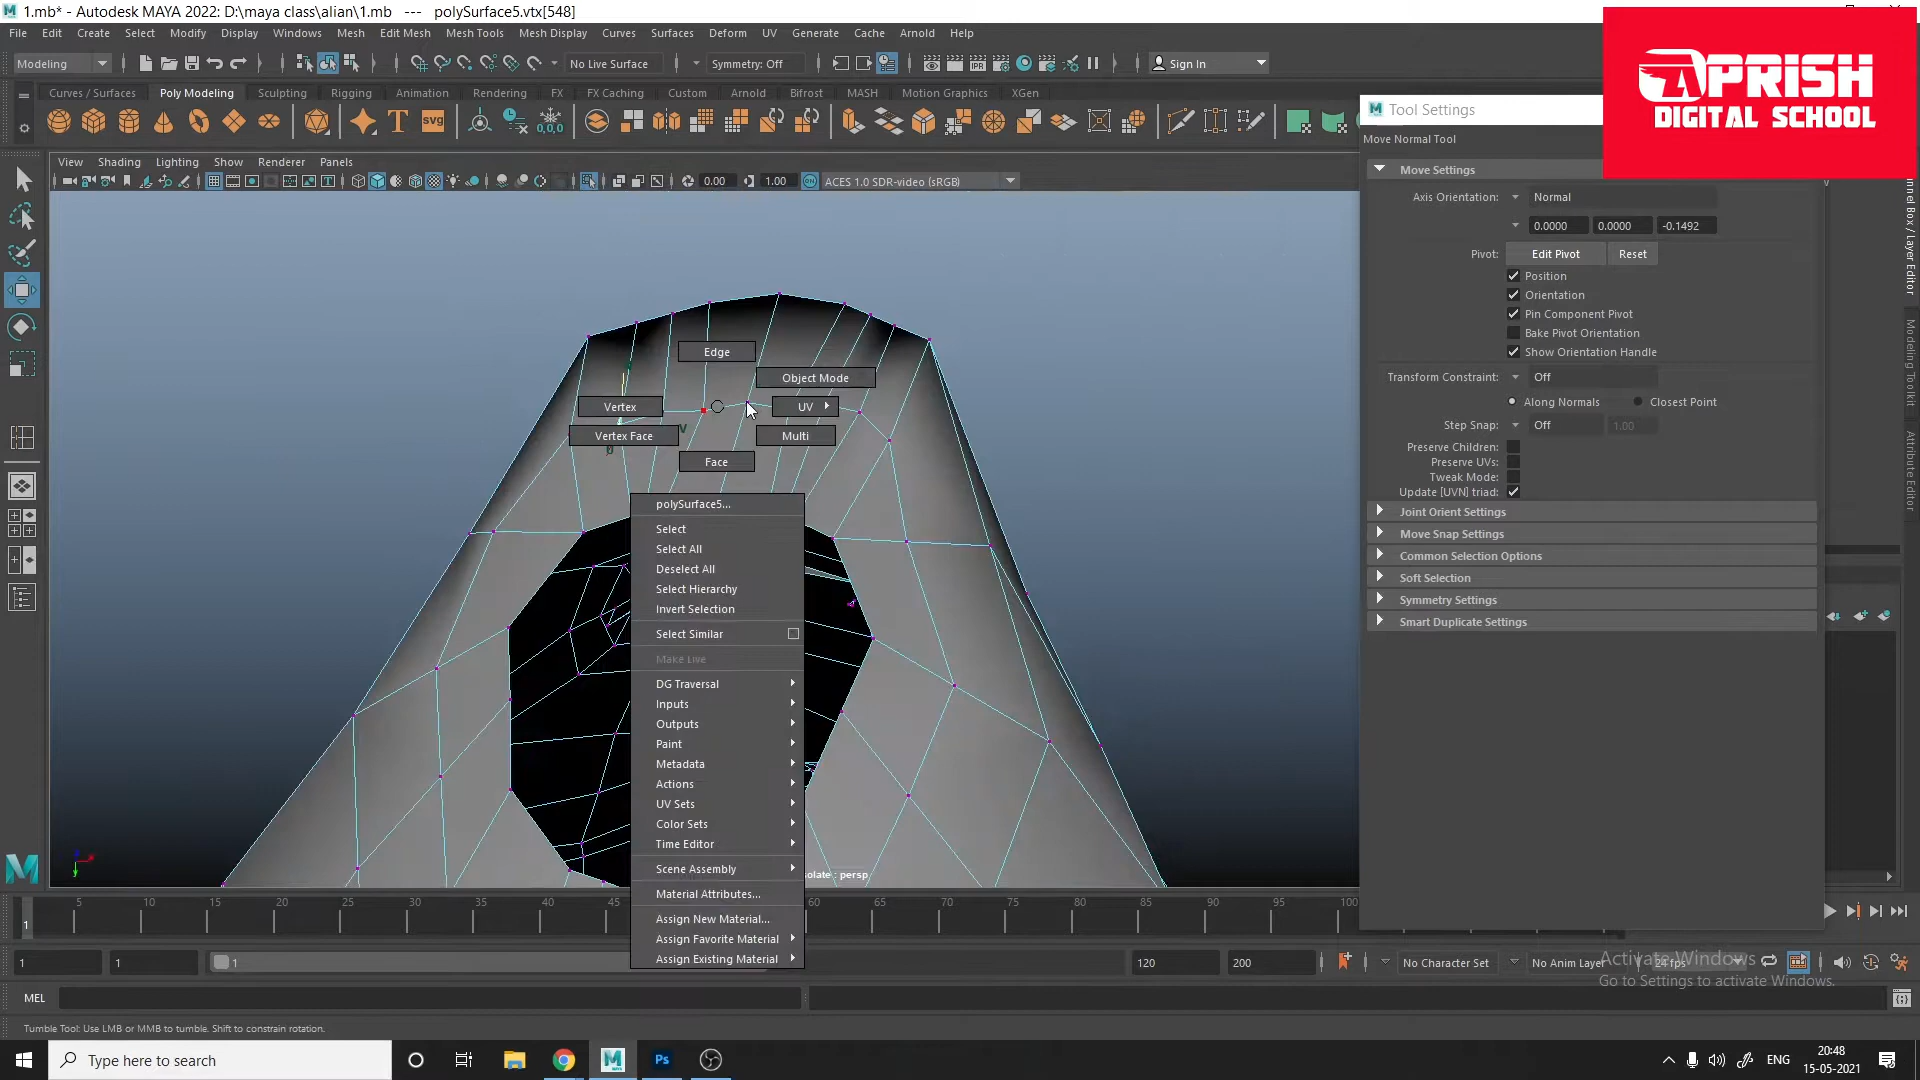 1.mb* - Autodesk MAYA 2022: D:\maya class\alian\1.mb --- polySurface5.vtx[548]
File Edit Create Select Modify Display Windows Mesh Edit Mesh Mesh Tools Mesh Display Curves Surfaces Deform UV Generate Cache Arnold Help
Modeling No Live Surface Symmetry: Off Sign In
APRISH
DIGITAL SCHOOL
Curves / Surfaces Poly Modeling Sculpting Rigging Animation Rendering FX FX Caching Custom Arnold Bifrost MASH Motion Graphics XGen
Tool Settings
Move Normal Tool
View Shading Lighting Show Renderer Panels
0.00 1.00 ACES 1.0 SDR-video (sRGB)
Move Settings
Axis Orientation: Normal
0.0000 0.0000 -0.1492
Pivot: Edit Pivot Reset
Position
Orientation
Pin Component Pivot
Bake Pivot Orientation
Show Orientation Handle
Transform Constraint: Off
Along Normals Closest Point
Step Snap: Off 1.00
Preserve Children:
Preserve UVs:
Tweak Mode:
Update [UVN] triad:
Joint Orient Settings
Move Snap Settings
Common Selection Options
Soft Selection
Symmetry Settings
Smart Duplicate Settings
Modeling Toolkit
Attribute Editor
Edge
Object Mode
Vertex UV
Vertex Face Multi
Face
polySurface5...
Select
Select All
Deselect All
Select Hierarchy
Invert Selection
Select Similar
Make Live
DG Traversal
Inputs
Outputs
Paint
Metadata
Actions
UV Sets
Color Sets
Time Editor
Scene Assembly
Material Attributes...
Assign New Material...
Assign Favorite Material
Assign Existing Material
solate : persp
5 10 15 20 25 30 35 40 45 60 65 70 75 80 85 90 95 100
1
1 1 1 120 200 No Character Set No Anim Layer 24 fps
Activate Windows
Go to Settings to activate Windows.
MEL
Tumble Tool: Use LMB or MMB to tumble. Shift to constrain rotation.
Type here to search
Ps
ENG
20:48
15-05-2021